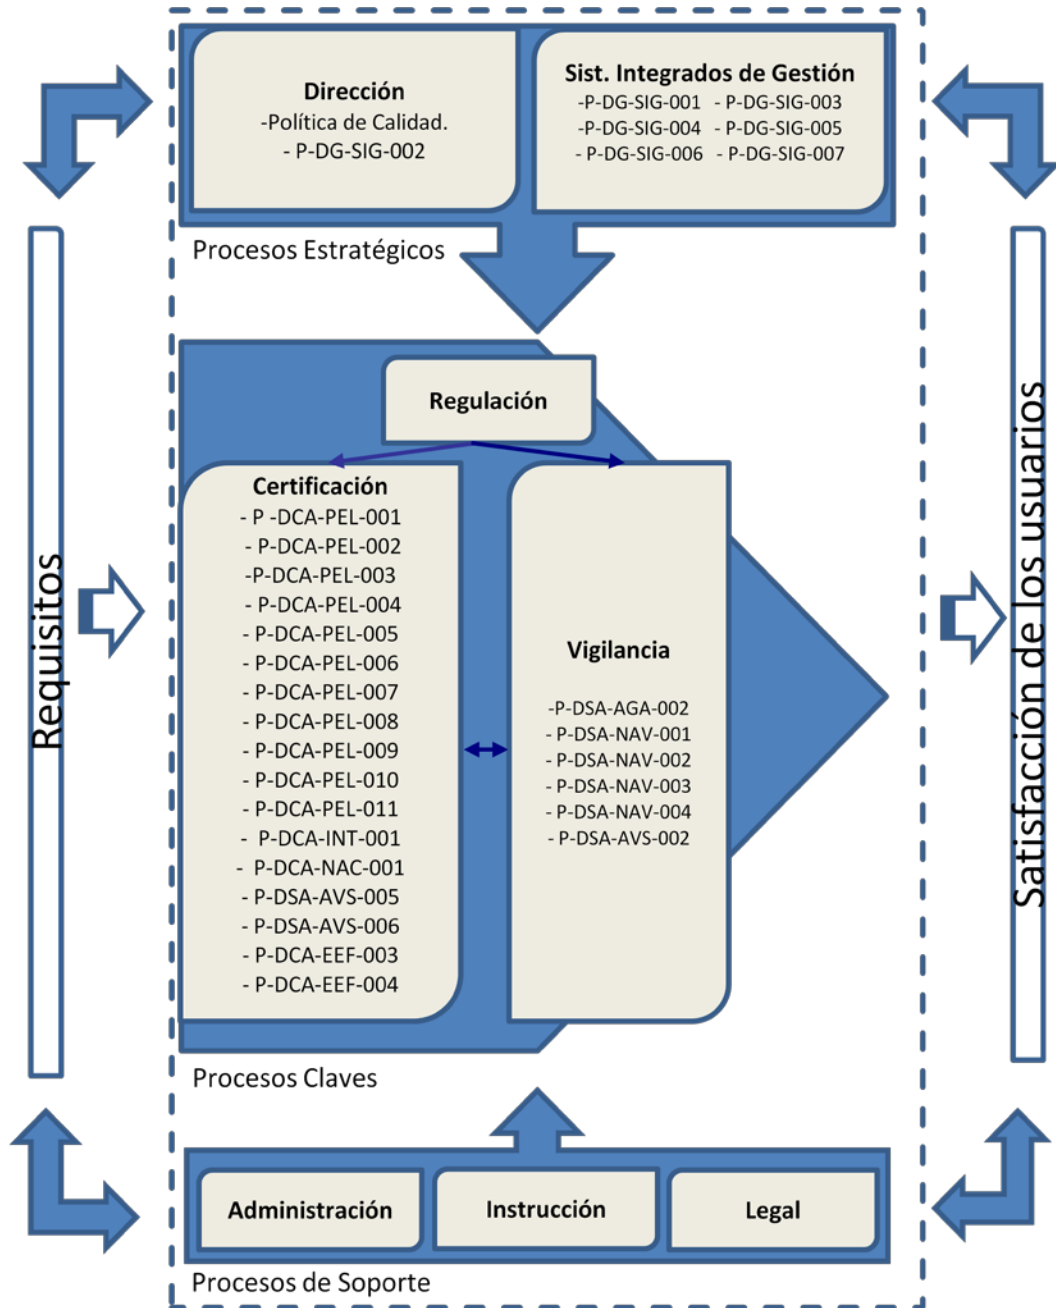 Dirección
-Política de Calidad.
- P-DG-SIG-002
Sist. Integrados de Gestión
-P-DG-SIG-001 - P-DG-SIG-003
-P-DG-SIG-004 - P-DG-SIG-005
- P-DG-SIG-006 - P-DG-SIG-007
Procesos Estratégicos
Requisitos
Regulación
Certificación
- P -DCA-PEL-001
- P-DCA-PEL-002
-P-DCA-PEL-003
- P-DCA-PEL-004
- P-DCA-PEL-005
- P-DCA-PEL-006
- P-DCA-PEL-007
- P-DCA-PEL-008
- P-DCA-PEL-009
- P-DCA-PEL-010
- P-DCA-PEL-011
- P-DCA-INT-001
- P-DCA-NAC-001
- P-DSA-AVS-005
- P-DSA-AVS-006
- P-DCA-EEF-003
- P-DCA-EEF-004
Vigilancia
-P-DSA-AGA-002
- P-DSA-NAV-001
- P-DSA-NAV-002
- P-DSA-NAV-003
- P-DSA-NAV-004
- P-DSA-AVS-002
Satisfacción de los usuarios
Procesos Claves
Administración
Instrucción
Legal
Procesos de Soporte